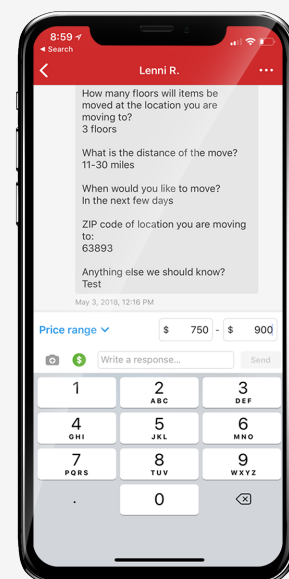 8:59
Search
Lenni R.
How many floors will items be
moved at the location you are
moving to?
3 floors
What is the distance of the move?
11-30 miles
When would you like to move?
In the next few days
ZIP code of location you are moving
to:
63893
Anything else we should know?
Test
May 3, 2018, 12:16 PM
Price range $ 750 - $ 900
$ Write a response... Send
1 2 3
ABC DEF
4 5 6
GHI JKL MNO
7 8 9
PQRS TUV WXYZ
. 0